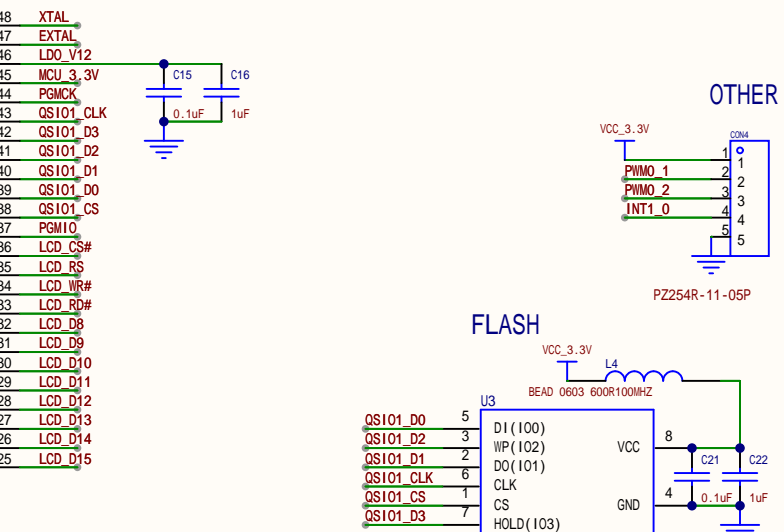 48 XTAL
47 EXTAL
46 LDO_V12
45 MCU_3.3V
44 PGMCK
43 QSIO1_CLK
42 QSIO1_D3
41 QSIO1_D2
40 QSIO1_D1
39 QSIO1_D0
38 QSIO1_CS
37 PGMIO
36 LCD_CS#
35 LCD_RS
34 LCD_WR#
33 LCD_RD#
32 LCD_D8
31 LCD_D9
30 LCD_D10
29 LCD_D11
28 LCD_D12
27 LCD_D13
26 LCD_D14
25 LCD_D15
C15
0.1uF
C16
1uF
OTHER
VCC_3.3V
CON4
1 1
PWM0_1 2 2
PWM0_2 3 3
INT1_0 4 4
5 5
PZ254R-11-05P
FLASH
VCC_3.3V
L4
BEAD 0603 600R100MHZ
U3
QSIO1_D0 5 DI(IO0)
QSIO1_D2 3 WP(IO2)
QSIO1_D1 2 DO(IO1)
QSIO1_CLK 6 CLK
QSIO1_CS 1 CS
QSIO1_D3 7 HOLD(IO3)
VCC 8
GND 4
C21
0.1uF
C22
1uF